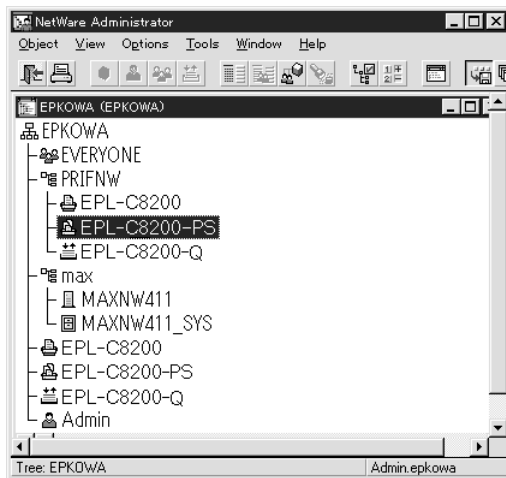 NetWare Administrator
Object View Options Tools Window Help
EPKOWA (EPKOWA)
EPKOWA
EVERYONE
PRIFNW
EPL-C8200
EPL-C8200-PS
EPL-C8200-Q
max
MAXNW411
MAXNW411_SYS
EPL-C8200
EPL-C8200-PS
EPL-C8200-Q
Admin
Tree: EPKOWA Admin.epkowa